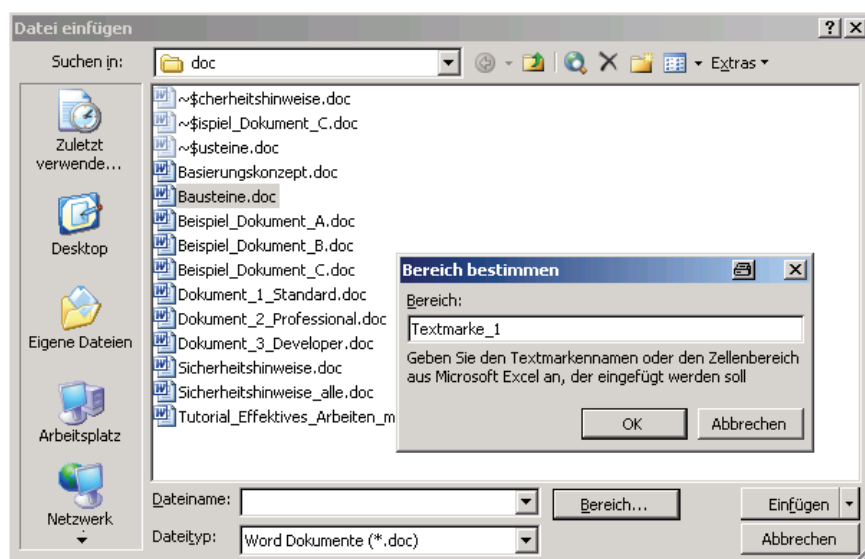 Datei einfügen
Suchen in:
doc
Extras
Zuletzt
verwende...
Desktop
Eigene Dateien
Arbeitsplatz
Netzwerk
~$cherheitshinweise.doc
~$ispiel_Dokument_C.doc
~$usteine.doc
Basierungskonzept.doc
Bausteine.doc
Beispiel_Dokument_A.doc
Beispiel_Dokument_B.doc
Beispiel_Dokument_C.doc
Dokument_1_Standard.doc
Dokument_2_Professional.doc
Dokument_3_Developer.doc
Sicherheitshinweise.doc
Sicherheitshinweise_alle.doc
Tutorial_Effektives_Arbeiten_m
Bereich bestimmen
Bereich:
Textmarke_1
Geben Sie den Textmarkennamen oder den Zellenbereich
aus Microsoft Excel an, der eingefügt werden soll
OK
Abbrechen
Dateiname:
Bereich...
Einfügen
Dateityp:
Word Dokumente (*.doc)
Abbrechen